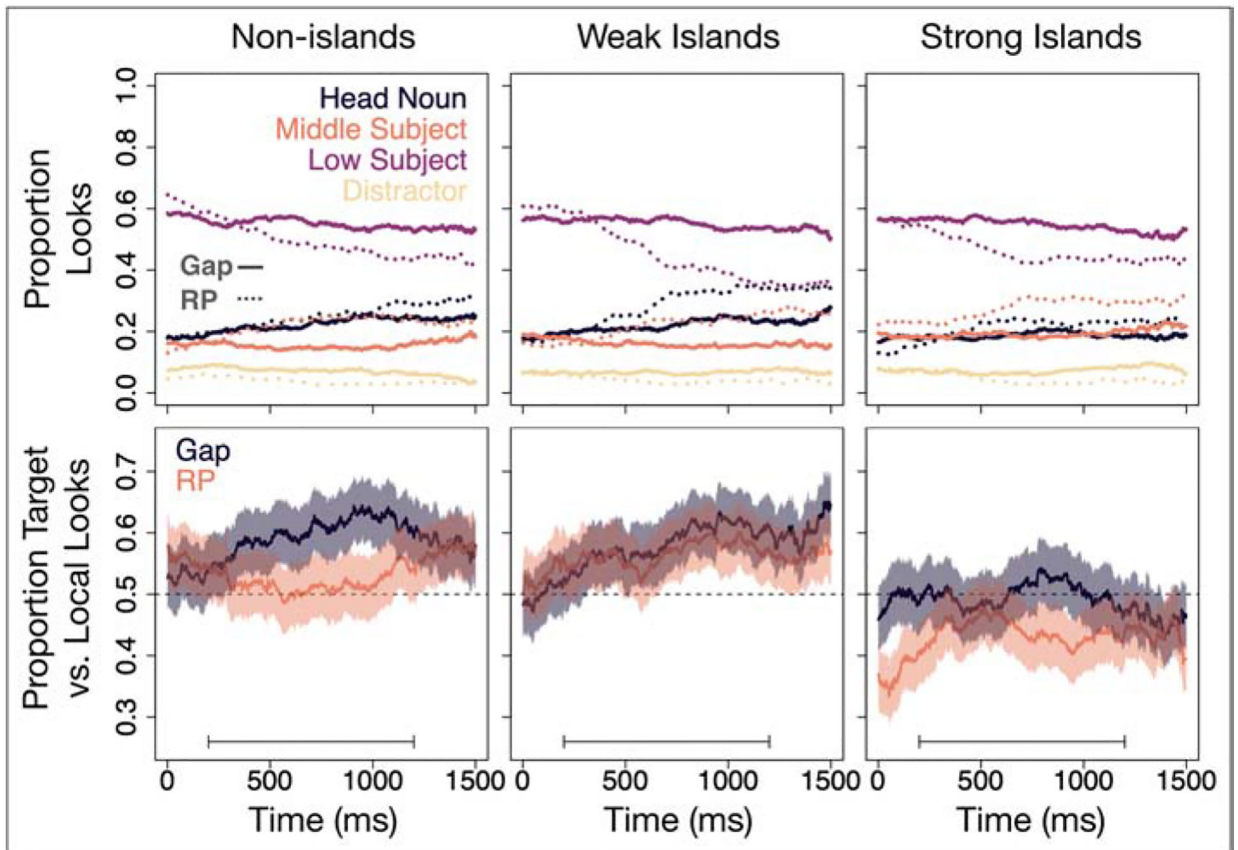 Non-islands Weak Islands Strong Islands
Proportion
Looks
1.0
0.8
0.6
0.4
0.2
0.0
Head Noun
Middle Subject
Low Subject
Distractor
Gap
RP
Proportion Target
vs. Local Looks
0.7
0.6
0.5
0.4
0.3
Gap
RP
0 500 1000 1500 0 500 1000 1500 0 500 1000 1500
Time (ms) Time (ms) Time (ms)